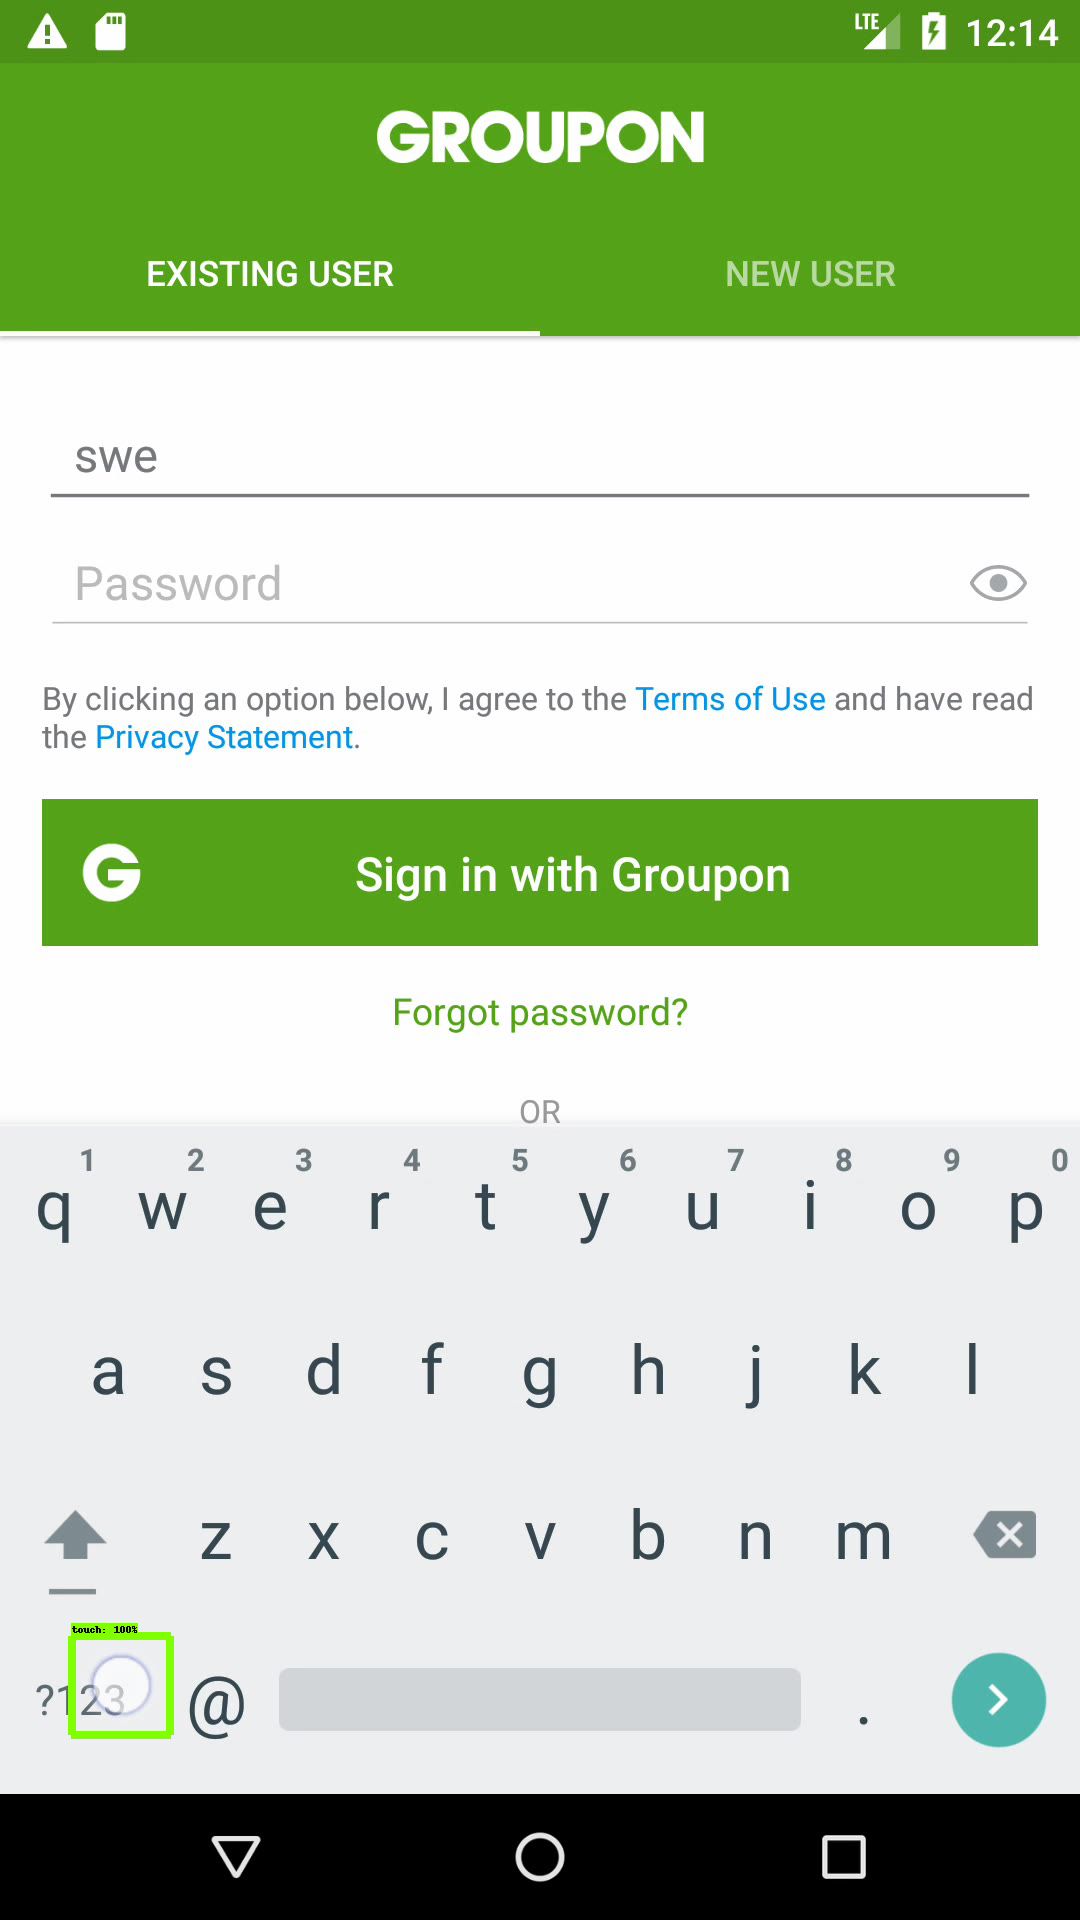 LTE 12:14
GROUPON
EXISTING USER NEW USER
swe
Password
By clicking an option below, I agree to the Terms of Use and have read
the Privacy Statement.
G Sign in with Groupon
Forgot password?
OR
1 2 3 4 5 6 7 8 9 0
q w e r t y u i o p
a s d f g h j k l
z x c v b n m
touch: 100%
?123 @ .